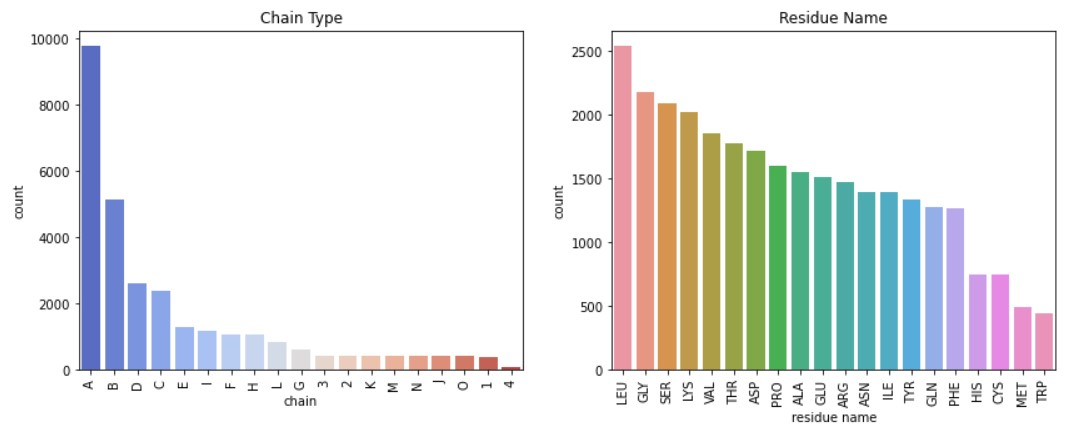 Chain Type
10000
8000
6000
4000
2000
0
count
A B D C E I F H L G 3 2 K M N J O 1 4
chain
Residue Name
2500
2000
1500
1000
500
0
count
LEU GLY SER LYS VAL THR ASP PRO ALA GLU ARG ASN ILE TYR GLN PHE HIS CYS MET TRP
residue name